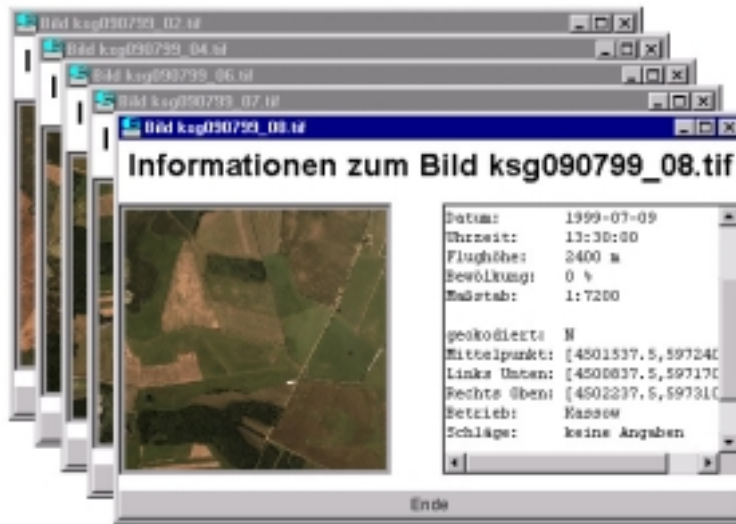 Bild ksg090799_02.tif
Bild ksg090799_04.tif
Bild ksg090799_06.tif
Bild ksg090799_07.tif
Bild ksg090799_08.tif
Informationen zum Bild ksg090799_08.tif
Datum: 1999-07-09
Uhrzeit: 13:30:00
Flughöhe: 2400 m
Bewölkung: 0 %
Maßstab: 1:7200
geokodiert: N
Mittelpunkt: [4501537.5,597240
Links Unten: [4500837.5,597170
Rechts Oben: [4502237.5,597310
Betrieb: Kassow
Schläge: keine Angaben
Ende